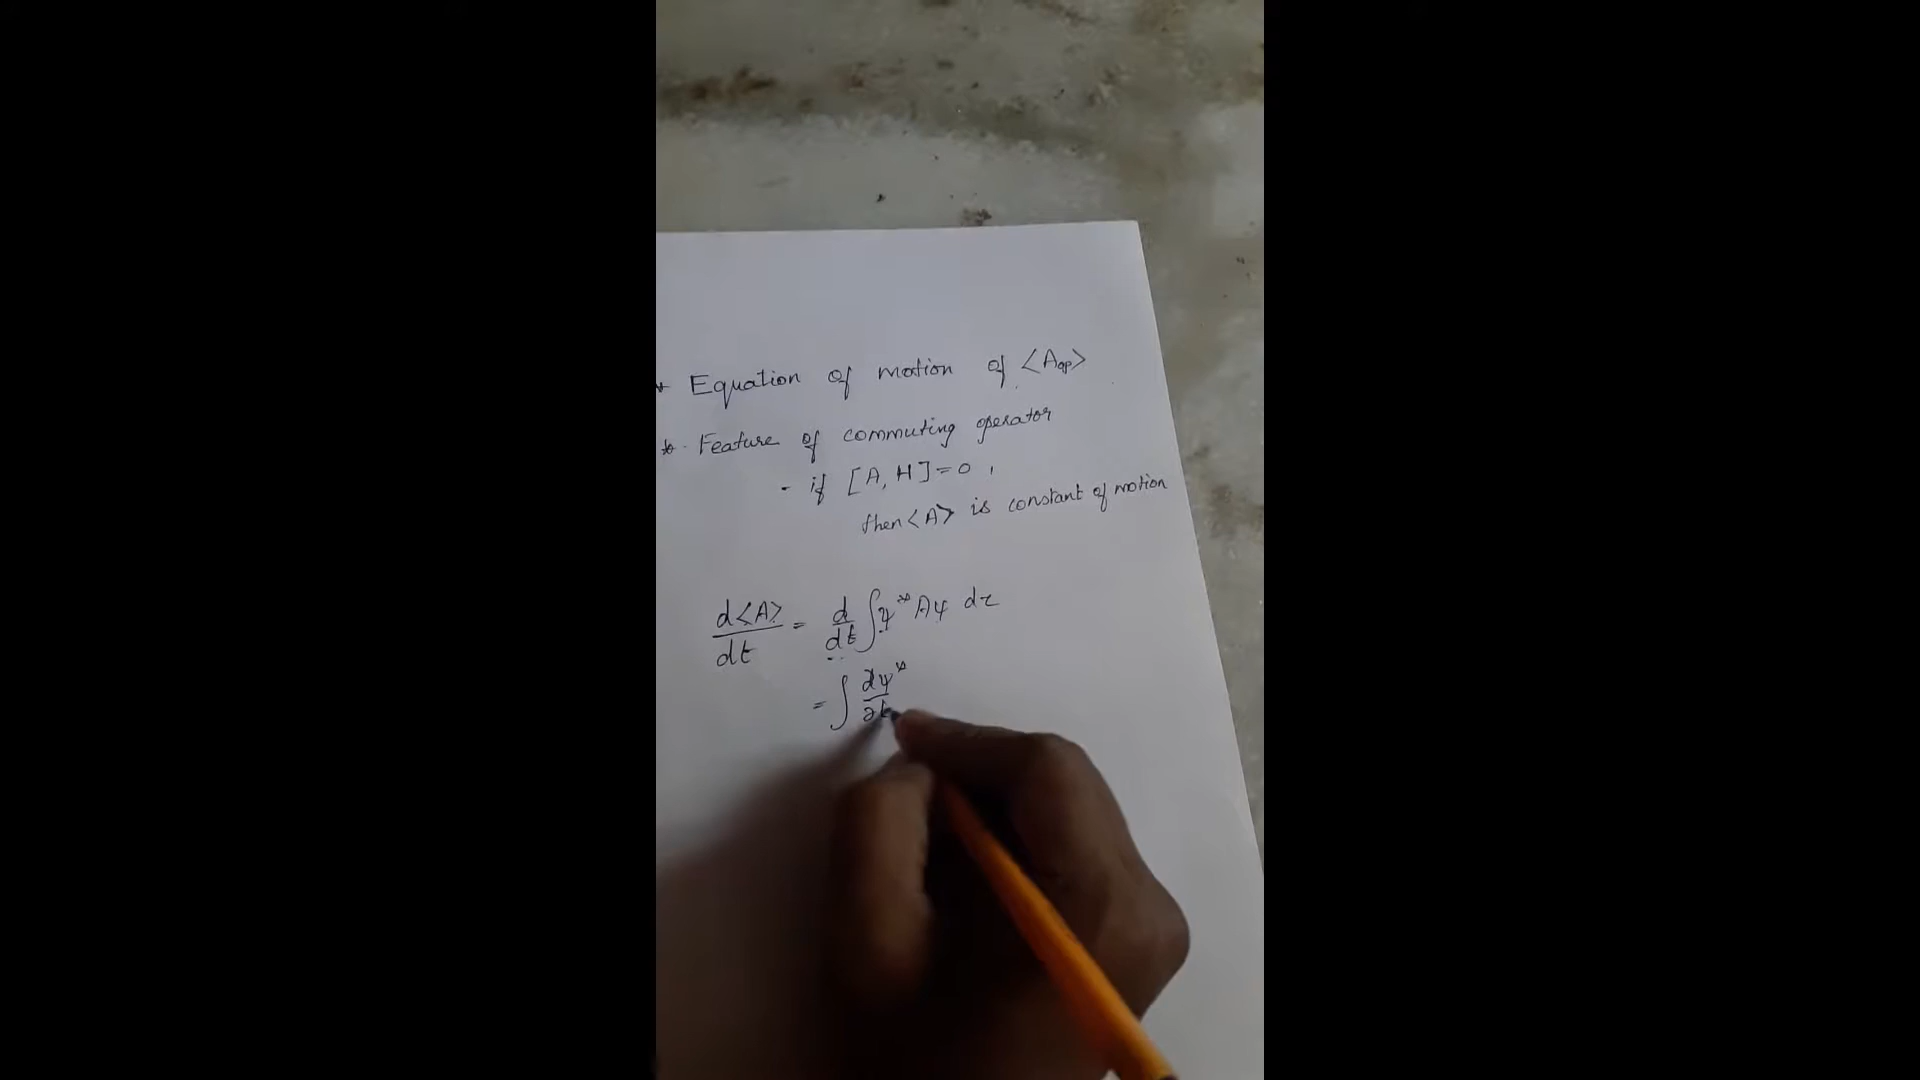 * Equation of motion of <Aop>
* Feature of commuting operator
- if [A, H] = 0,
then <A> is constant of motion
d<A>/dt = d/dt ∫ψ* Aψ dτ
= ∫ ∂ψ*/∂t